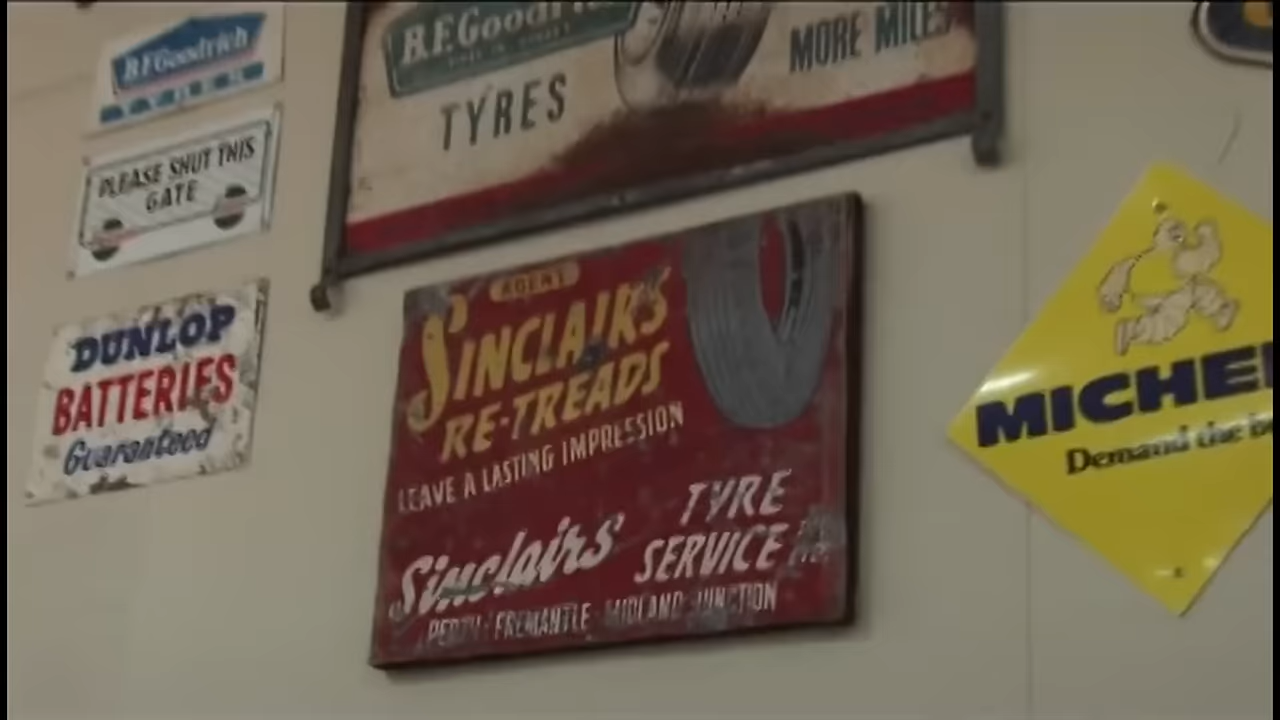 B.F.Goodrich
PLEASE SHUT THIS
GATE
DUNLOP
BATTERIES
Guaranteed
B.F.Goodrich
TYRES
MORE MILES
AGENT
SINCLAIRS
RE-TREADS
LEAVE A LASTING IMPRESSION
Sinclairs
TYRE
SERVICE
PERTH · FREMANTLE · MIDLAND JUNCTION
MICHE
Demand the